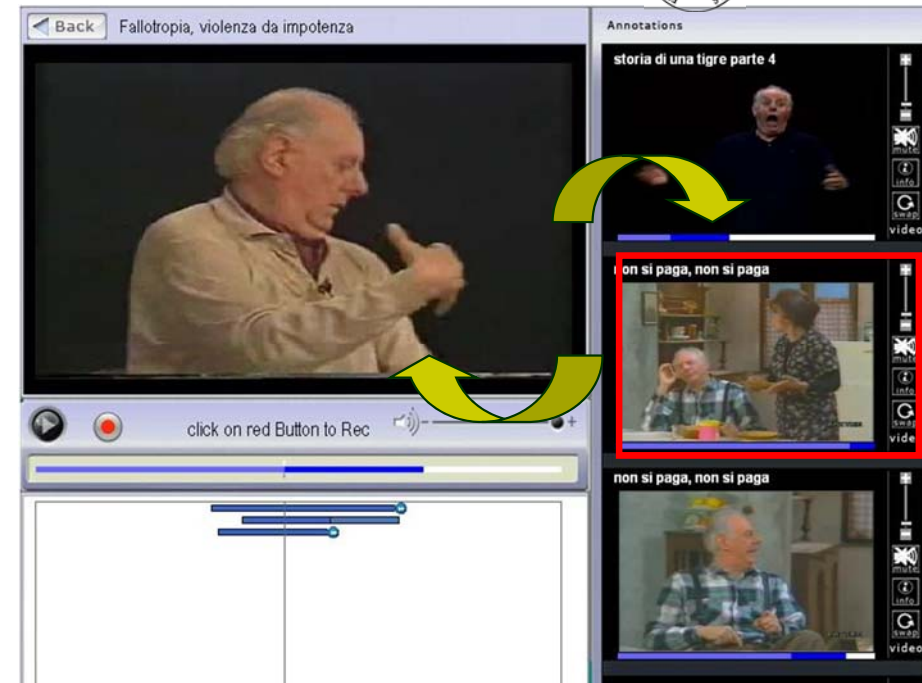 Back
Fallotropia, violenza da impotenza
click on red Button to Rec
- +
Annotations
storia di una tigre parte 4
mute
info
swap
video
non si paga, non si paga
mute
info
swap
vide
non si paga, non si paga
mute
info
swap
video